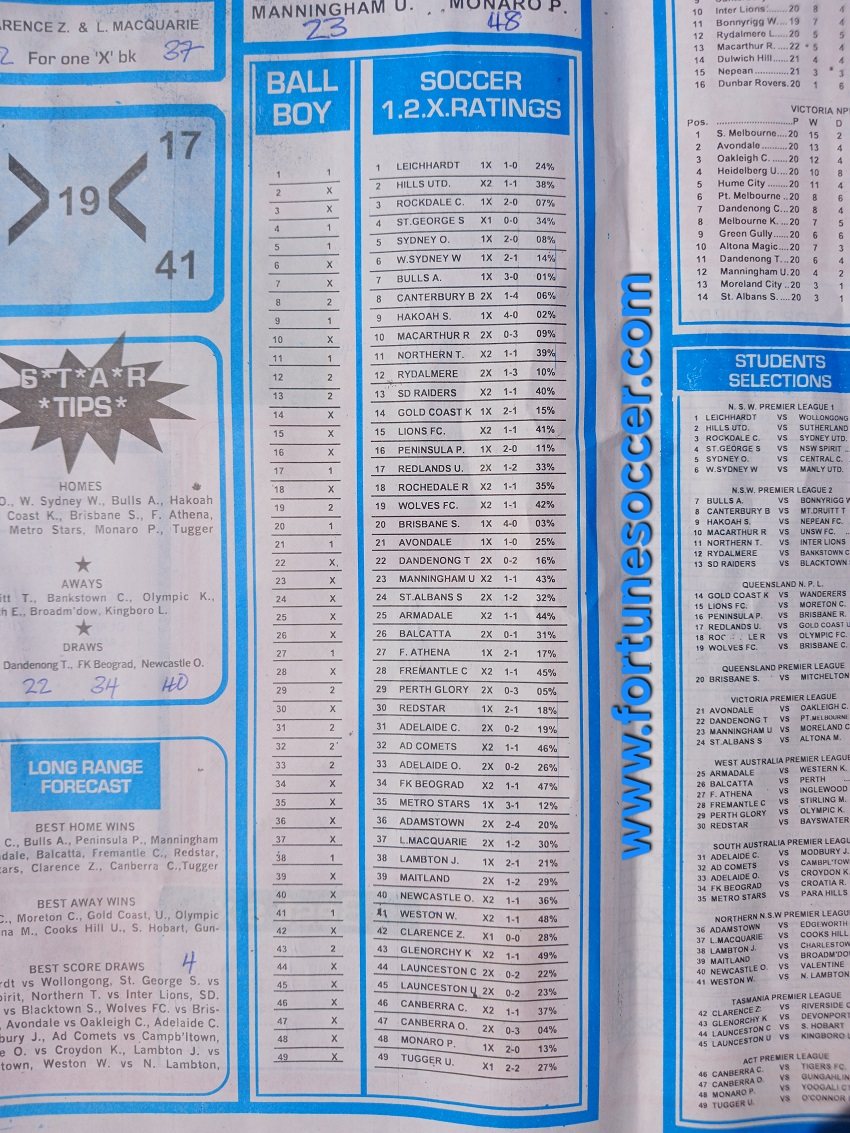 ARENCE Z. & L. MACQUARIE
2 For one 'X' bk 37
MANNINGHAM U. MONARO P.
23 48
17
19
41
S*T*A*R
*TIPS*
HOMES
O., W. Sydney W., Bulls A., Hakoah
Coast K., Brisbane S., F. Athena,
Metro Stars, Monaro P., Tugger
AWAYS
itt T., Bankstown C., Olympic K.,
h E., Broadm'dow, Kingboro L.
DRAWS
Dandenong T., FK Beograd, Newcastle O.
22 34 40
LONG RANGE
FORECAST
BEST HOME WINS
C., Bulls A., Peninsula P., Manningham
dale, Balcatta, Fremantle C., Redstar,
ars, Clarence Z., Canberra C.,Tugger
BEST AWAY WINS
C., Moreton C., Gold Coast, U., Olympic
na M., Cooks Hill U., S. Hobart, Gun-
4
BEST SCORE DRAWS
rdt vs Wollongong, St. George S. vs
pirit, Northern T. vs Inter Lions, SD.
vs Blacktown S., Wolves FC. vs Bris-
, Avondale vs Oakleigh C., Adelaide C.
bury J., Ad Comets vs Campb'ltown,
e O. vs Croydon K., Lambton J. vs
town, Weston W. vs N. Lambton,
BALL
BOY
1 1
2 X
3 X
4 1
5 1
6 X
7 X
8 2
9 1
10 X
11 1
12 2
13 2
14 X
15 X
16 X
17 1
18 X
19 2
20 1
21 1
22 X
23 X
24 X
25 X
26 X
27 1
28 X
29 2
30 X
31 2
32 2
33 2
34 X
35 X
36 X
37 X
38 1
39 X
40 X
41 1
42 X
43 2
44 X
45 X
46 X
47 X
48 X
49 X
SOCCER
1.2.X.RATINGS
1 LEICHHARDT 1X 1-0 24%
2 HILLS UTD. X2 1-1 38%
3 ROCKDALE C. 1X 2-0 07%
4 ST.GEORGE S X1 0-0 34%
5 SYDNEY O. 1X 2-0 08%
6 W.SYDNEY W 1X 2-1 14%
7 BULLS A. 1X 3-0 01%
8 CANTERBURY B 2X 1-4 06%
9 HAKOAH S. 1X 4-0 02%
10 MACARTHUR R 2X 0-3 09%
11 NORTHERN T. X2 1-1 39%
12 RYDALMERE 2X 1-3 10%
13 SD RAIDERS X2 1-1 40%
14 GOLD COAST K 1X 2-1 15%
15 LIONS FC. X2 1-1 41%
16 PENINSULA P. 1X 2-0 11%
17 REDLANDS U. 2X 1-2 33%
18 ROCHEDALE R X2 1-1 35%
19 WOLVES FC. X2 1-1 42%
20 BRISBANE S. 1X 4-0 03%
21 AVONDALE 1X 1-0 25%
22 DANDENONG T 2X 0-2 16%
23 MANNINGHAM U X2 1-1 43%
24 ST.ALBANS S 2X 1-2 32%
25 ARMADALE X2 1-1 44%
26 BALCATTA 2X 0-1 31%
27 F. ATHENA 1X 2-1 17%
28 FREMANTLE C X2 1-1 45%
29 PERTH GLORY 2X 0-3 05%
30 REDSTAR 1X 2-1 18%
31 ADELAIDE C. 2X 0-2 19%
32 AD COMETS X2 1-1 46%
33 ADELAIDE O. 2X 0-2 26%
34 FK BEOGRAD X2 1-1 47%
35 METRO STARS 1X 3-1 12%
36 ADAMSTOWN 2X 2-4 20%
37 L.MACQUARIE 2X 1-2 30%
38 LAMBTON J. 1X 2-1 21%
39 MAITLAND 2X 1-2 29%
40 NEWCASTLE O. X2 1-1 36%
41 WESTON W. X2 1-1 48%
42 CLARENCE Z. X1 0-0 28%
43 GLENORCHY K X2 1-1 49%
44 LAUNCESTON C 2X 0-2 22%
45 LAUNCESTON U 2X 0-2 23%
46 CANBERRA C. X2 1-1 37%
47 CANBERRA O. 2X 0-3 04%
48 MONARO P. 1X 2-0 13%
49 TUGGER U. X1 2-2 27%
www.fortunesoccer.com
10 Inter Lions 20 8 4
11 Bonnyrigg W 19 7 4
12 Rydalmere L 20 5 5
13 Macarthur R. 22 * 5 4
14 Dulwich Hill 21 4 4
15 Nepean 21 3 * 3
16 Dunbar Rovers. 20 1 6
VICTORIA NP
Pos. P W D
1 S. Melbourne 20 15 2
2 Avondale 20 13 4
3 Oakleigh C. 20 12 4
4 Heidelberg U. 20 10 8
5 Hume City 20 11 4
6 Pt. Melbourne 20 8 6
7 Dandenong C. 20 8 4
8 Melbourne K. 20 7 5
9 Green Gully 20 6 6
10 Altona Magic 20 7 3
11 Dandenong T. 20 6 4
12 Manningham U.20 4 2
13 Moreland City 20 3 1
14 St. Albans S. 20 3 1
STUDENTS
SELECTIONS
N. S. W. PREMIER LEAGUE 1
1 LEICHHARDT VS WOLLONGONG
2 HILLS UTD. VS SUTHERLAND
3 ROCKDALE C. VS SYDNEY UTD.
4 ST.GEORGE S VS NSW SPIRIT
5 SYDNEY O. VS CENTRAL C.
6 W.SYDNEY W VS MANLY UTD.
N.S.W. PREMIER LEAGUE 2
7 BULLS A. VS BONNYRIGG W
8 CANTERBURY B VS MT.DRUITT T
9 HAKOAH S. VS NEPEAN FC.
10 MACARTHUR R VS UNSW FC.
11 NORTHERN T. VS INTER LIONS
12 RYDALMERE VS BANKSTOWN C
13 SD RAIDERS VS BLACKTOWN
QUEENSLAND N. P. L.
14 GOLD COAST K VS WANDERERS
15 LIONS FC. VS MORETON C.
16 PENINSULA P. VS BRISBANE R.
17 REDLANDS U. VS GOLD COAST U
18 VS OLYMPIC FC.
19 WOLVES FC. VS BRISBANE C.
QUEENSLAND PREMIER LEAGUE
20 BRISBANE S. VS MITCHELTON
VICTORIA PREMIER LEAGUE
21 AVONDALE VS OAKLEIGH C.
22 DANDENONG T VS PT.MELBOURNE
23 MANNINGHAM U VS MORELAND C
24 ST.ALBANS S VS ALTONA M.
WEST AUSTRALIA PREMIER LEAGUE
25 ARMADALE VS WESTERN K.
26 BALCATTA VS PERTH
27 F. ATHENA VS INGLEWOOD
28 FREMANTLE C VS STIRLING M.
29 PERTH GLORY VS OLYMPIC K.
30 REDSTAR VS BAYSWATER
SOUTH AUSTRALIA PREMIER LEAGU
31 ADELAIDE C. VS MODBURY J.
32 AD COMETS VS CAMPBL'TOW
33 ADELAIDE O. VS CROYDON K.
34 FK BEOGRAD VS CROATIA R.
35 METRO STARS VS PARA HILLS
NORTHERN N.S.W PREMIER LEAGU
36 ADAMSTOWN VS EDGEWORTH
37 L.MACQUARIE VS COOKS HILL
38 LAMBTON J. VS CHARLESTOW
39 MAITLAND VS BROADM'DO
40 NEWCASTLE O. VS VALENTINE
41 WESTON W. VS N. LAMBTON
TASMANIA PREMIER LEAGUE
42 CLAREMCE Z: VS RIVERSIDE O
43 GLENORCHY K VS DEVONPORT
44 LAUNCESTON C VS S. HOBART
45 LAUNCESTON U VS KINGBORO
ACT PREMIER LEAGUE
46 CANBERRA C. VS TIGERS FC.
47 CANBERRA O. VS GUNGAHLIN
48 MONARO P. VS YOOGALI C
49 TUGGER U. VS O'CONNOR